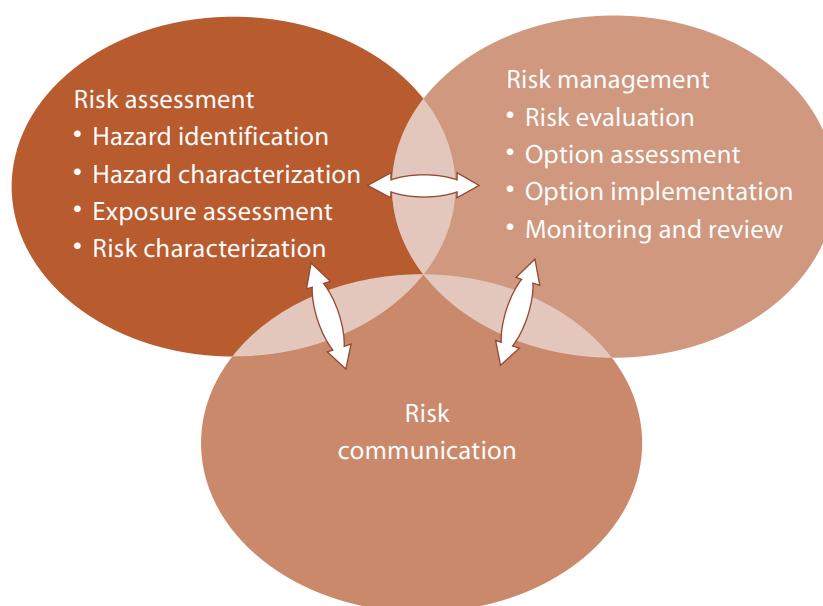 Risk assessment
• Hazard identification
• Hazard characterization
• Exposure assessment
• Risk characterization
Risk management
• Risk evaluation
• Option assessment
• Option implementation
• Monitoring and review
Risk
communication